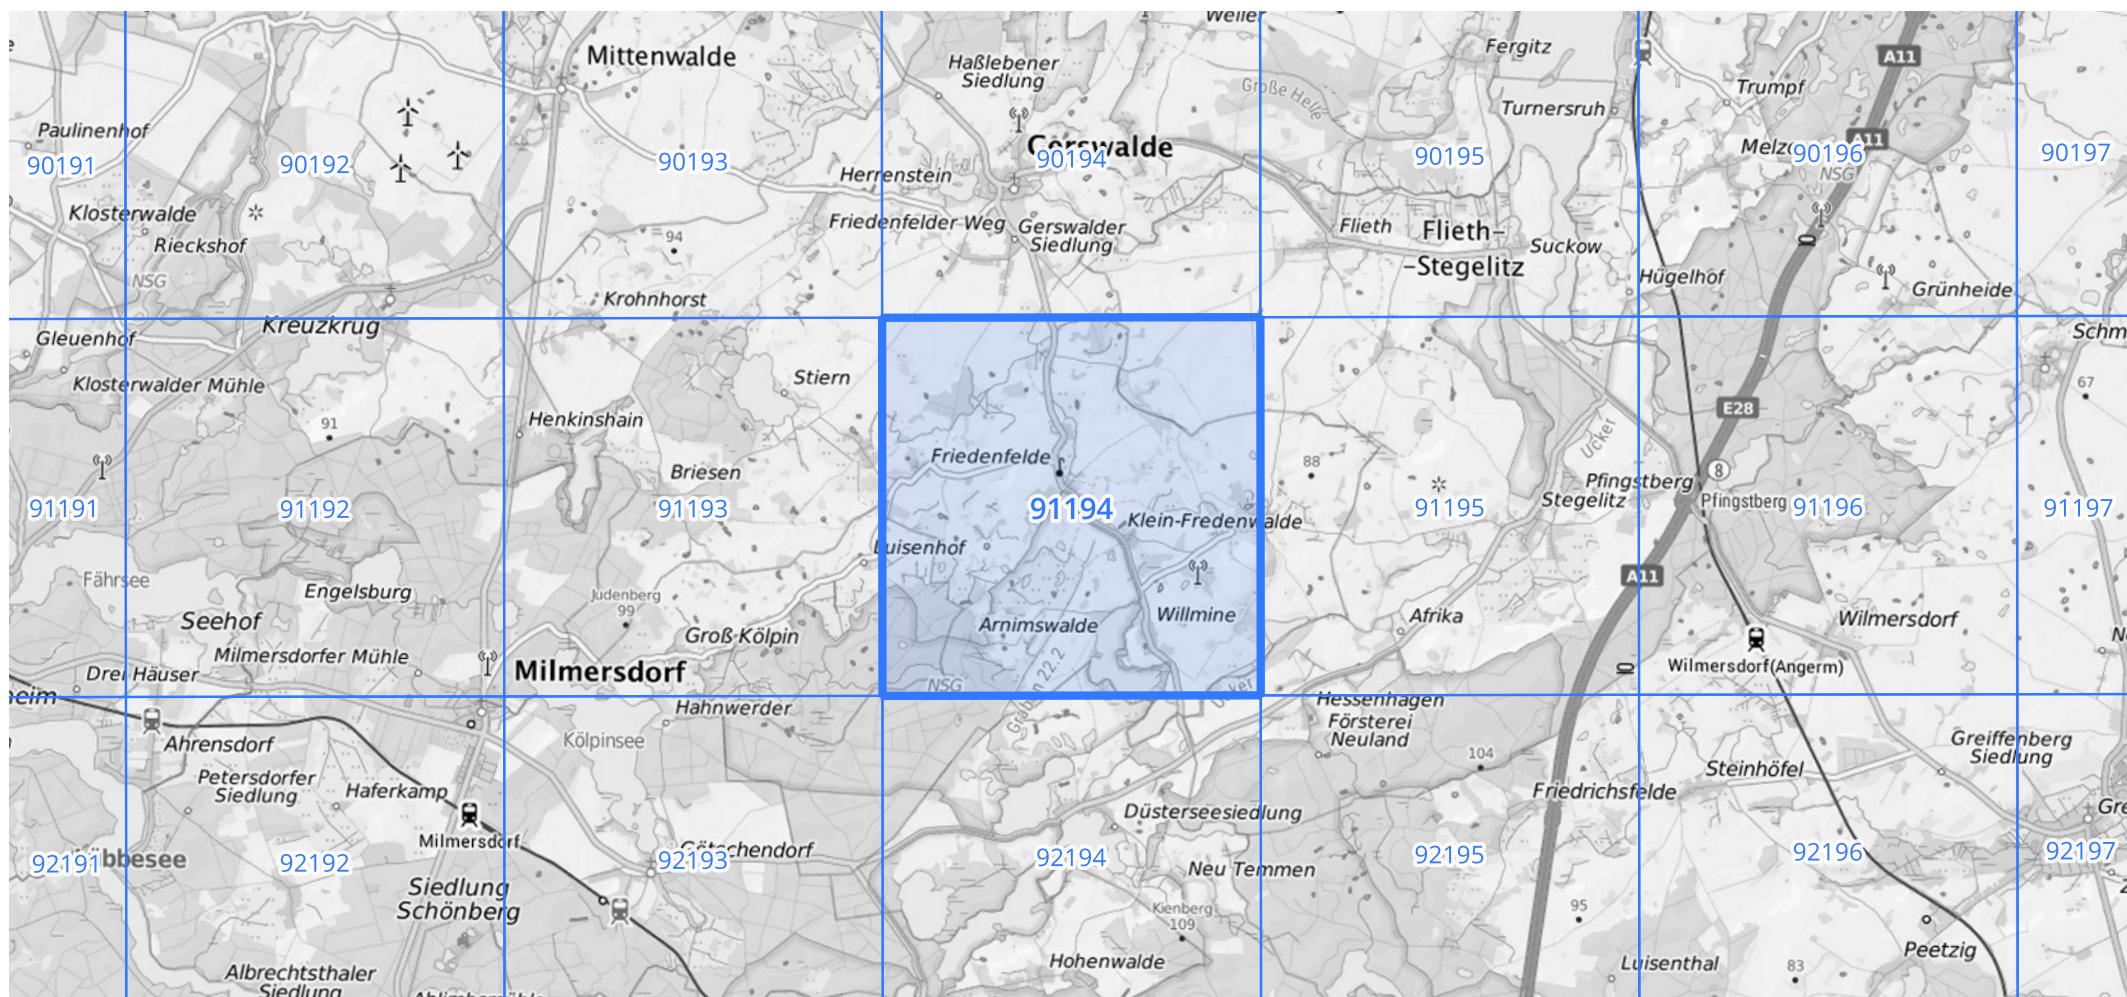 Mittenwalde
Haßlebener
Siedlung
Fergitz
A11
Trumpf
Große Helle
Turnersruh
Paulinenhof
Gerswalde
A11
90191
90192
90193
90194
90195
90196
90197
NSG
Herrenstein
Klosterwalde
Rieckshof
94
Friedenfelder Weg
Gerswalder
Siedlung
Flieth
Flieth-
-Stegelitz
Suckow
NSG
Hügelhof
Grünheide
Krohnhorst
Kreuzkrug
Gleuenhof
Klosterwalder Mühle
Stiern
67
91
Henkinshain
E28
Ucker
Friedenfelde
Briesen
88
8
Pfingstberg
Stegelitz
Pfingstberg
91191
91192
91193
91194
91195
91196
91197
Klein-Fredenwalde
Luisenhof
Fährsee
Engelsburg
Judenberg
99
A11
Seehof
Groß Kölpin
Arnimswalde
Willmine
Afrika
Wilmersdorf
Milmersdorfer Mühle
Milmersdorf
Drei Häuser
Wilmersdorf(Angerm)
NSG
Graben 22.2
Ucker
Hahnwerder
Hessenhagen
Försterei
Neuland
Kölpinsee
Ahrensdorf
Petersdorfer
Siedlung
Haferkamp
104
Steinhöfel
Greiffenberg
Siedlung
Friedrichsfelde
Düsterseesiedlung
Milmersdorf
Götschendorf
92191
92192
92193
92194
92195
92196
92197
Neu Temmen
Siedlung
Schönberg
Kienberg
109
95
Hohenwalde
Luisenthal
83
Peetzig
Albrechtsthaler
Siedlung